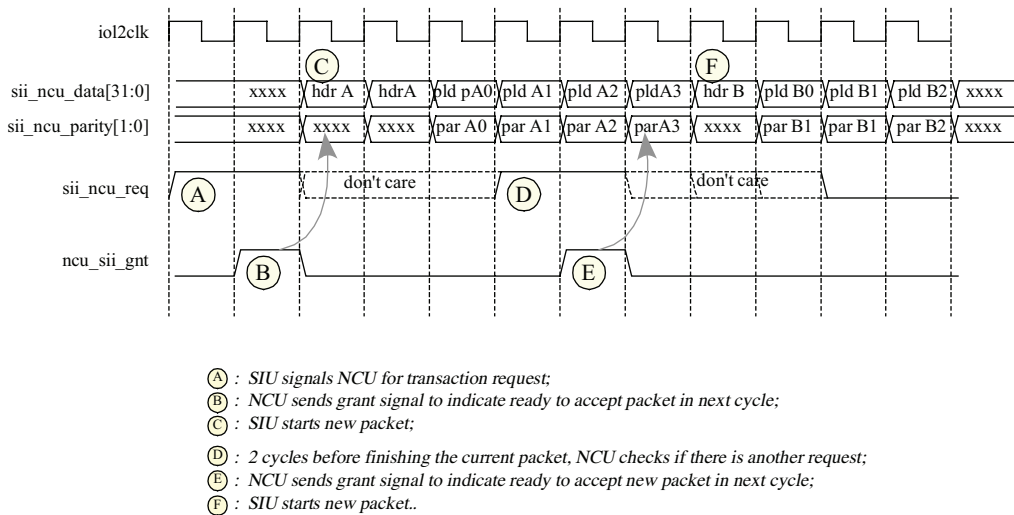 iol2clk
C
F
sii_ncu_data[31:0] xxxx hdr A hdrA pld pA0 pld A1 pld A2 pldA3 hdr B pld B0 pld B1 pld B2 xxxx
sii_ncu_parity[1:0] xxxx xxxx xxxx par A0 par A1 par A2 parA3 xxxx par B1 par B1 par B2 xxxx
sii_ncu_req A don't care D don't care
ncu_sii_gnt B E
A : SIU signals NCU for transaction request;
B : NCU sends grant signal to indicate ready to accept packet in next cycle;
C : SIU starts new packet;
D : 2 cycles before finishing the current packet, NCU checks if there is another request;
E : NCU sends grant signal to indicate ready to accept new packet in next cycle;
F : SIU starts new packet..